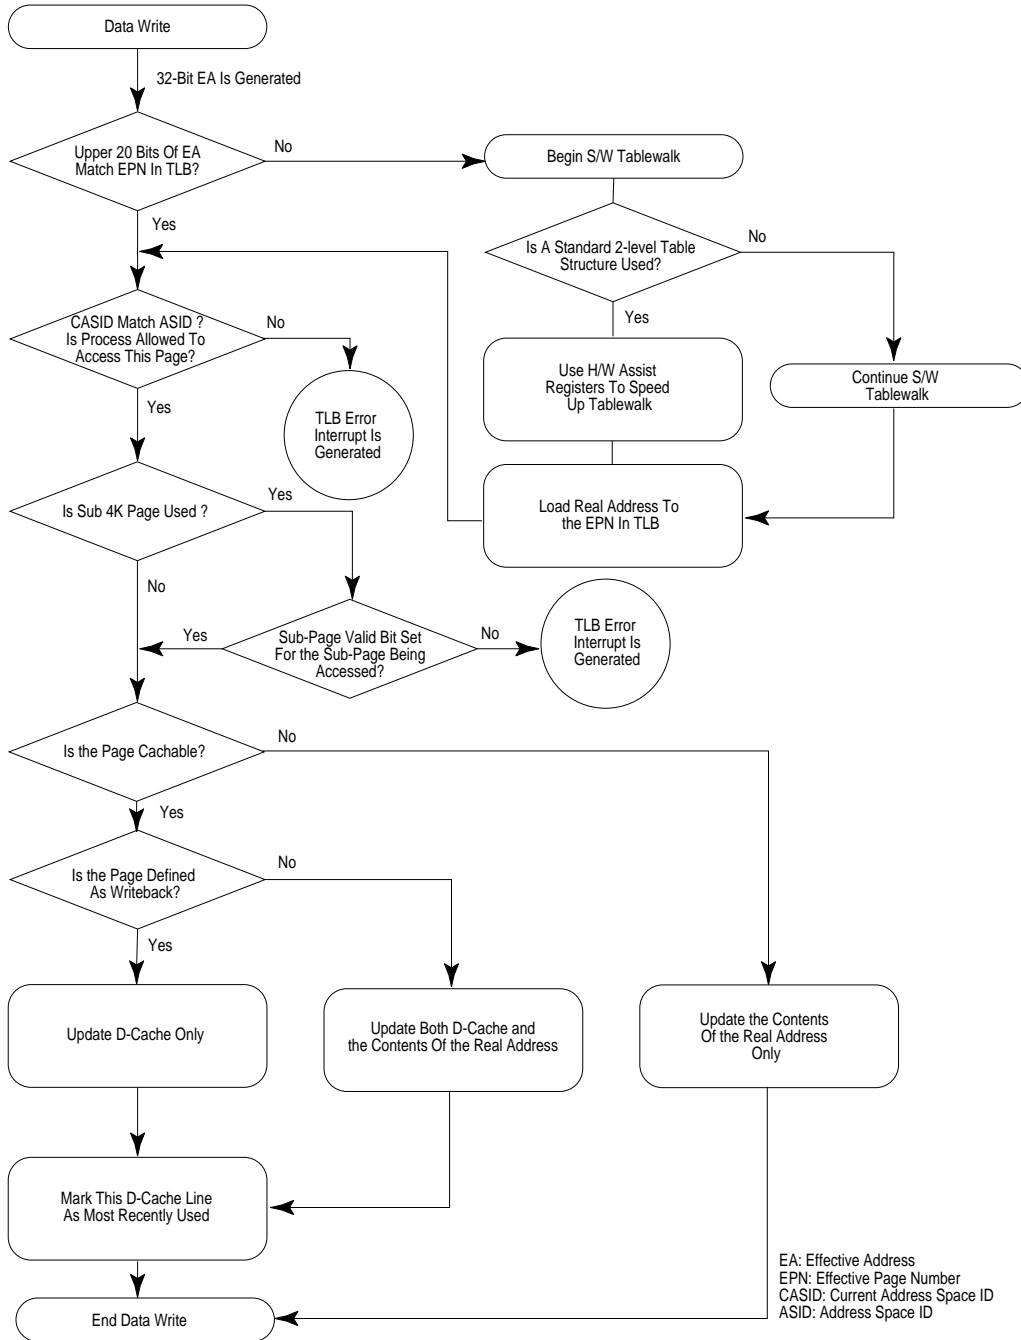 Data Write
32-Bit EA Is Generated
Upper 20 Bits Of EA
Match EPN In TLB?
No
Begin S/W Tablewalk
Yes
Is A Standard 2-level Table
Structure Used?
No
Yes
CASID Match ASID ?
Is Process Allowed To
Access This Page?
No
Yes
TLB Error
Interrupt Is
Generated
Use H/W Assist
Registers To Speed
Up Tablewalk
Continue S/W
Tablewalk
Load Real Address To
the EPN In TLB
Is Sub 4K Page Used ?
Yes
No
Sub-Page Valid Bit Set
For the Sub-Page Being
Accessed?
Yes
No
TLB Error
Interrupt Is
Generated
Is the Page Cachable?
No
Yes
Is the Page Defined
As Writeback?
No
Yes
Update D-Cache Only
Update Both D-Cache and
the Contents Of the Real Address
Update the Contents
Of the Real Address
Only
Mark This D-Cache Line
As Most Recently Used
End Data Write
EA: Effective Address
EPN: Effective Page Number
CASID: Current Address Space ID
ASID: Address Space ID